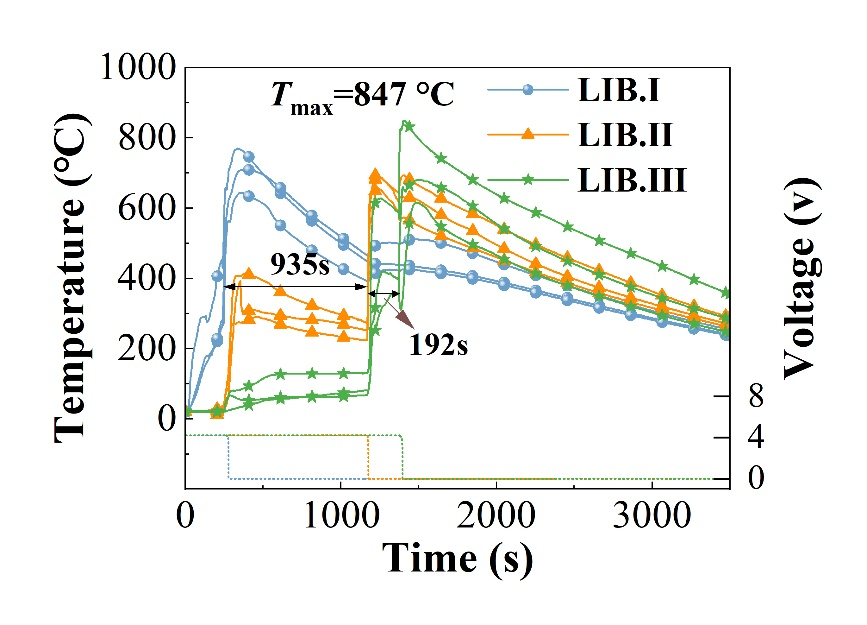 Tmax=847 °C
LIB.I
LIB.II
LIB.III
Temperature (°C)
1000
800
600
400
200
0
935s
192s
Voltage (v)
8
4
0
0
1000
2000
3000
Time (s)